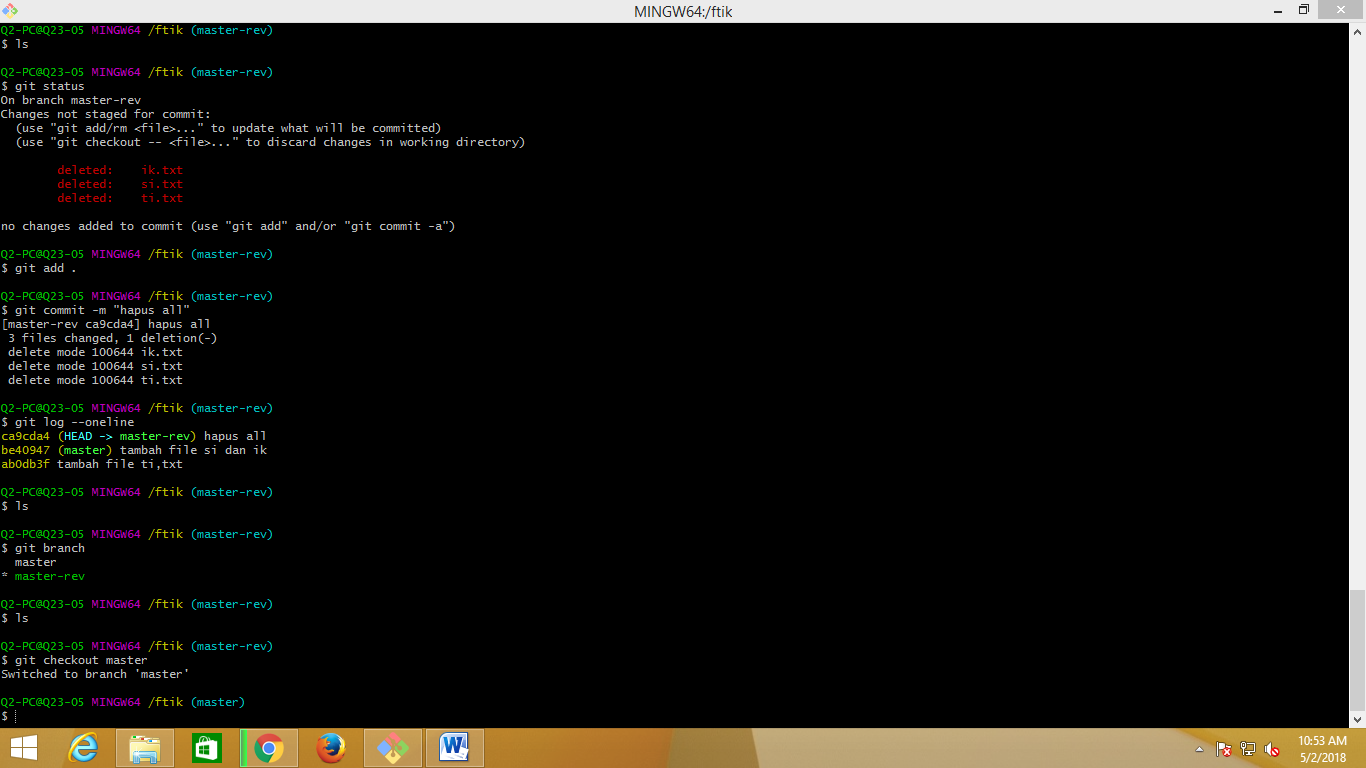 MINGW64:/ftik
Q2-PC@Q23-05 MINGW64 /ftik (master-rev)
$ ls
Q2-PC@Q23-05 MINGW64 /ftik (master-rev)
$ git status
On branch master-rev
Changes not staged for commit:
  (use "git add/rm <file>..." to update what will be committed)
  (use "git checkout -- <file>..." to discard changes in working directory)
        deleted:    ik.txt
        deleted:    si.txt
        deleted:    ti.txt
no changes added to commit (use "git add" and/or "git commit -a")
Q2-PC@Q23-05 MINGW64 /ftik (master-rev)
$ git add .
Q2-PC@Q23-05 MINGW64 /ftik (master-rev)
$ git commit -m "hapus all"
[master-rev ca9cda4] hapus all
 3 files changed, 1 deletion(-)
 delete mode 100644 ik.txt
 delete mode 100644 si.txt
 delete mode 100644 ti.txt
Q2-PC@Q23-05 MINGW64 /ftik (master-rev)
$ git log --oneline
ca9cda4 (HEAD -> master-rev) hapus all
be40947 (master) tambah file si dan ik
ab0db3f tambah file ti,txt
Q2-PC@Q23-05 MINGW64 /ftik (master-rev)
$ ls
Q2-PC@Q23-05 MINGW64 /ftik (master-rev)
$ git branch
  master
* master-rev
Q2-PC@Q23-05 MINGW64 /ftik (master-rev)
$ ls
Q2-PC@Q23-05 MINGW64 /ftik (master-rev)
$ git checkout master
Switched to branch 'master'
Q2-PC@Q23-05 MINGW64 /ftik (master)
$
10:53 AM
5/2/2018